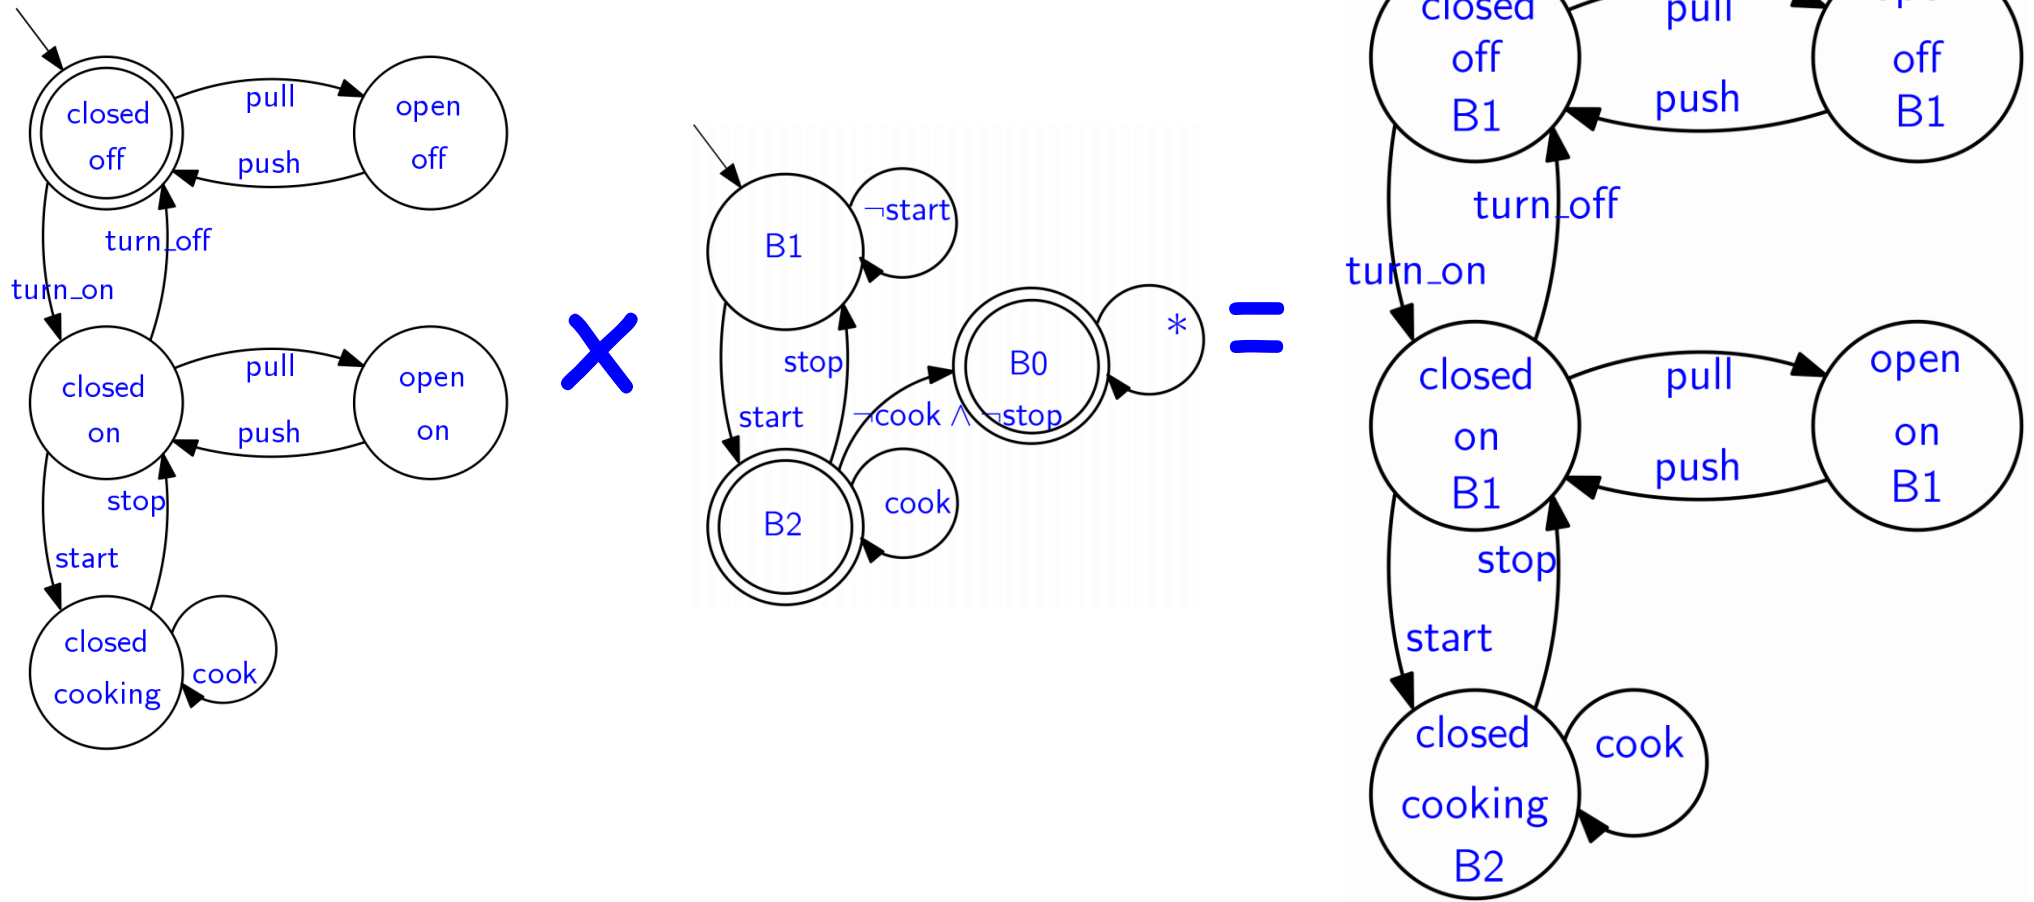 closed
off
pull
push
open
off
turn_off
turn_on
closed
on
pull
push
open
on
stop
start
closed
cooking
cook
×
B1
¬start
stop
start
¬cook ∧ ¬stop
B0
*
B2
cook
=
closed
off
B1
pull
push
open
off
B1
turn_off
turn_on
closed
on
B1
pull
push
open
on
B1
stop
start
closed
cooking
B2
cook